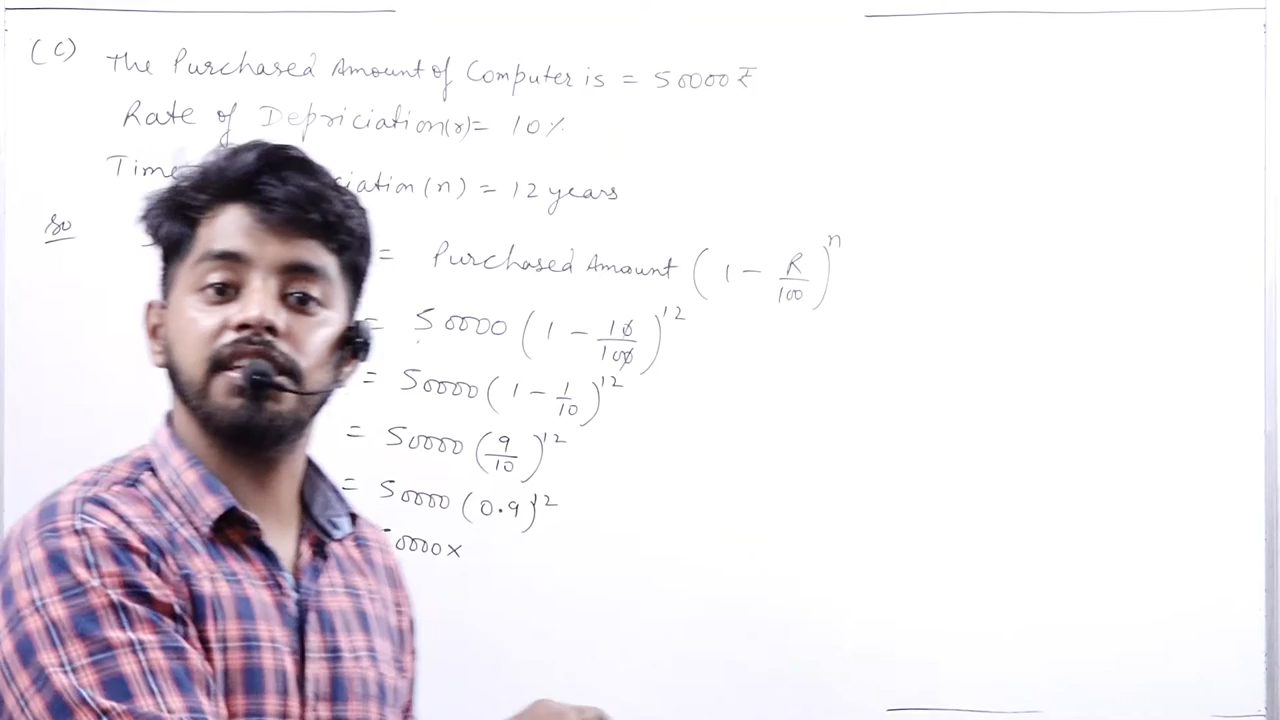 (C) The Purchased Amount of Computer is = 50000 ₹
Rate of Depriciation(r)= 10%
Time ciation (n) = 12 years
so = Purchased Amount (1 - R/100)^n
= 50000 (1 - 10/100)^12
= 50000 (1 - 1/10)^12
= 50000 (9/10)^12
= 50000 (0.9)^12
50000×